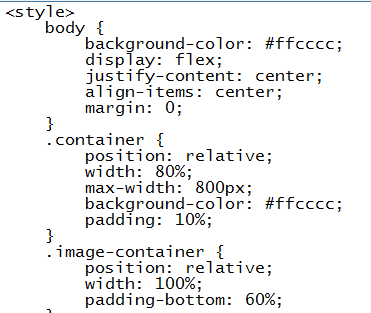 <style>
body {
background-color: #ffcccc;
display: flex;
justify-content: center;
align-items: center;
margin: 0;
}
.container {
position: relative;
width: 80%;
max-width: 800px;
background-color: #ffcccc;
padding: 10%;
}
.image-container {
position: relative;
width: 100%;
padding-bottom: 60%;
}